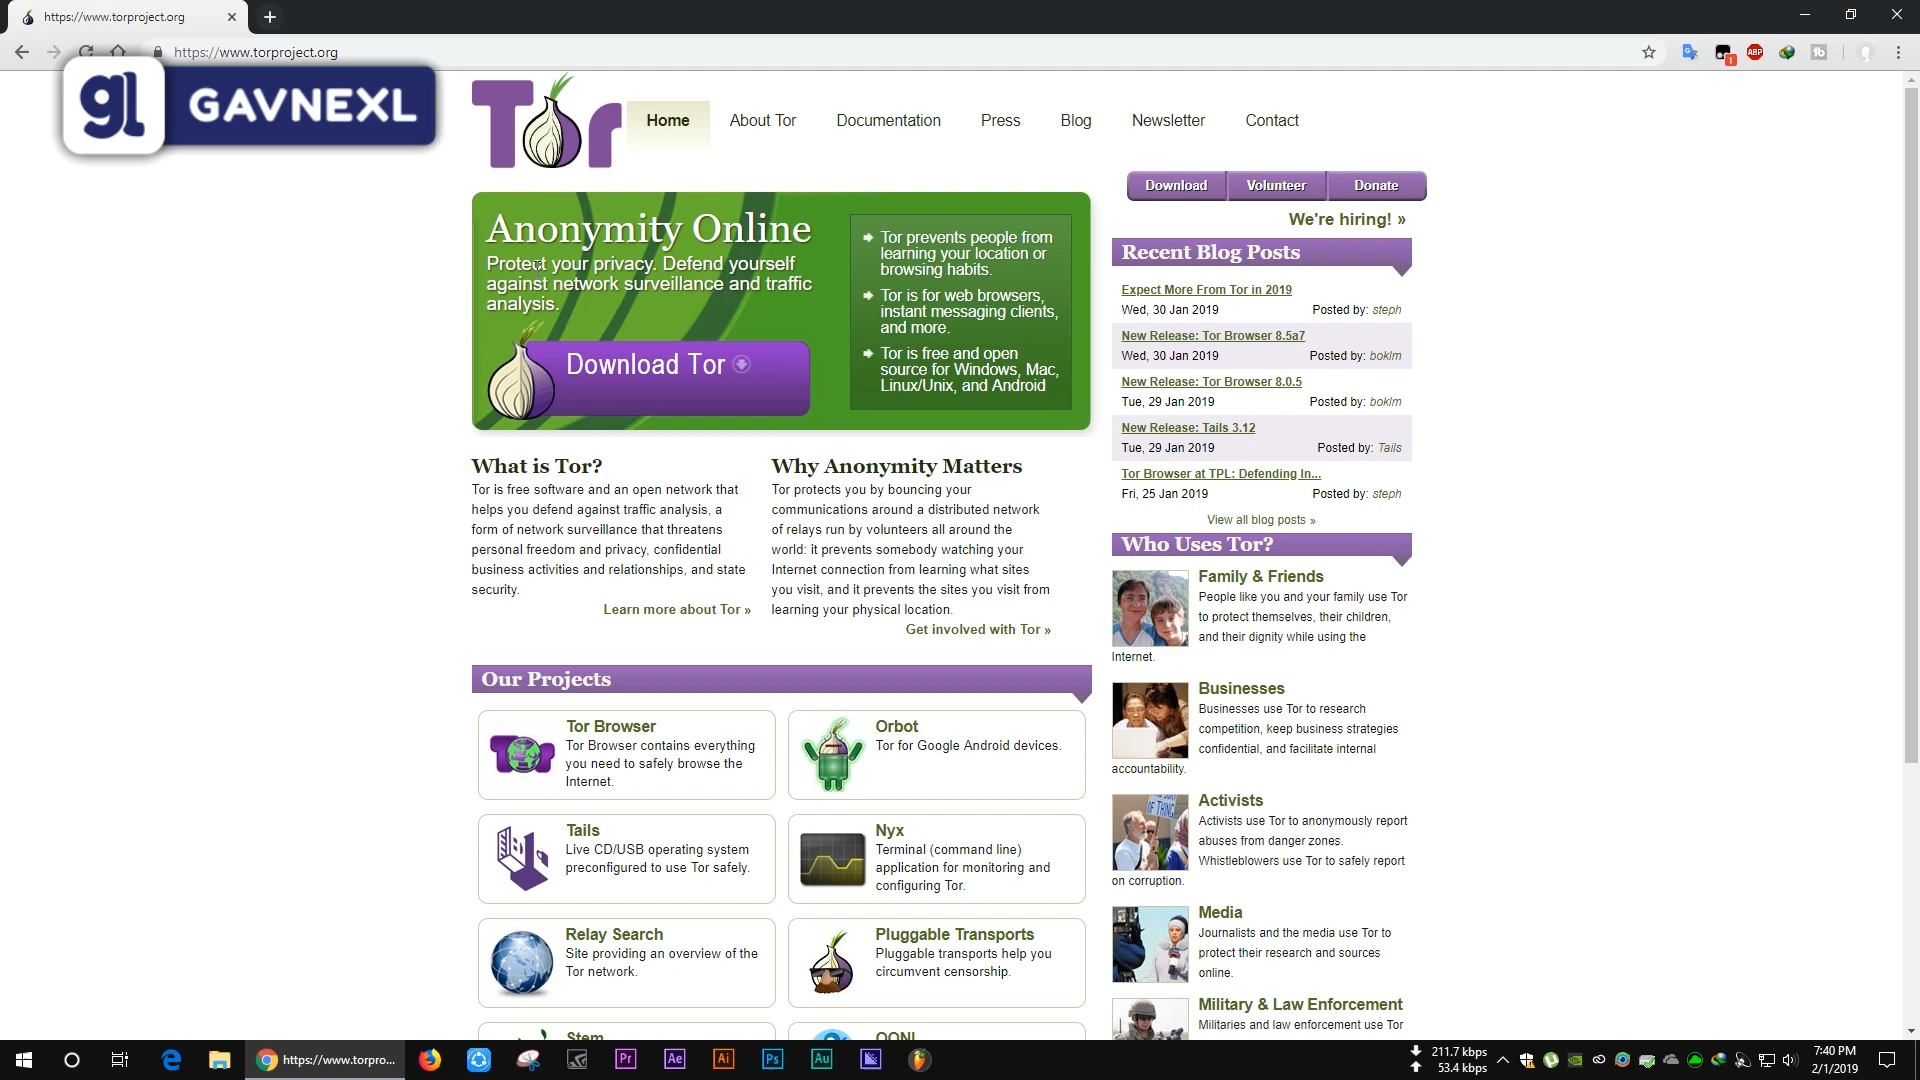 https://www.torproject.org
https://www.torproject.org
1
ABP
gl GAVNEXL
Tor
Home About Tor Documentation Press Blog Newsletter Contact
Download Volunteer Donate
We're hiring! »
Anonymity Online
Protect your privacy. Defend yourself
against network surveillance and traffic
analysis.
Download Tor
Tor prevents people from
learning your location or
browsing habits.
Tor is for web browsers,
instant messaging clients,
and more.
Tor is free and open
source for Windows, Mac,
Linux/Unix, and Android
What is Tor?
Tor is free software and an open network that
helps you defend against traffic analysis, a
form of network surveillance that threatens
personal freedom and privacy, confidential
business activities and relationships, and state
security.
Learn more about Tor »
Why Anonymity Matters
Tor protects you by bouncing your
communications around a distributed network
of relays run by volunteers all around the
world: it prevents somebody watching your
Internet connection from learning what sites
you visit, and it prevents the sites you visit from
learning your physical location.
Get involved with Tor »
Our Projects
Tor Browser
Tor Browser contains everything
you need to safely browse the
Internet.
Orbot
Tor for Google Android devices.
Tails
Live CD/USB operating system
preconfigured to use Tor safely.
Nyx
Terminal (command line)
application for monitoring and
configuring Tor.
Relay Search
Site providing an overview of the
Tor network.
Pluggable Transports
Pluggable transports help you
circumvent censorship.
Stem
OONI
Recent Blog Posts
Expect More From Tor in 2019
Wed, 30 Jan 2019 Posted by: steph
New Release: Tor Browser 8.5a7
Wed, 30 Jan 2019 Posted by: boklm
New Release: Tor Browser 8.0.5
Tue, 29 Jan 2019 Posted by: boklm
New Release: Tails 3.12
Tue, 29 Jan 2019 Posted by: Tails
Tor Browser at TPL: Defending In...
Fri, 25 Jan 2019 Posted by: steph
View all blog posts »
Who Uses Tor?
Family & Friends
People like you and your family use Tor
to protect themselves, their children,
and their dignity while using the
Internet.
Businesses
Businesses use Tor to research
competition, keep business strategies
confidential, and facilitate internal
accountability.
OF THING
Activists
Activists use Tor to anonymously report
abuses from danger zones.
Whistleblowers use Tor to safely report
on corruption.
Media
Journalists and the media use Tor to
protect their research and sources
online.
Military & Law Enforcement
Militaries and law enforcement use Tor
https://www.torpro...
Pr Ae Ai Ps Au
211.7 kbps
53.4 kbps
7:40 PM
2/1/2019